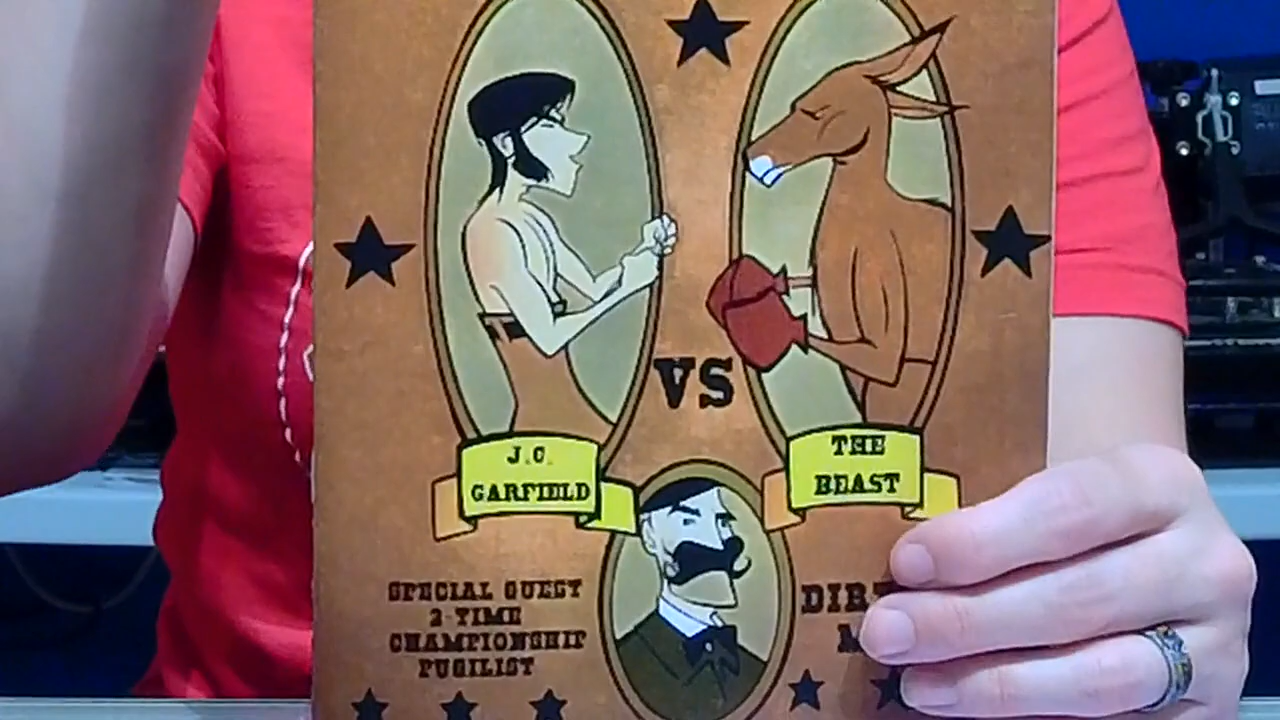 VS
J.C.
GARFIELD
THE
BEAST
SPECIAL GUEST
2-TIME
CHAMPIONSHIP
PUGILIST